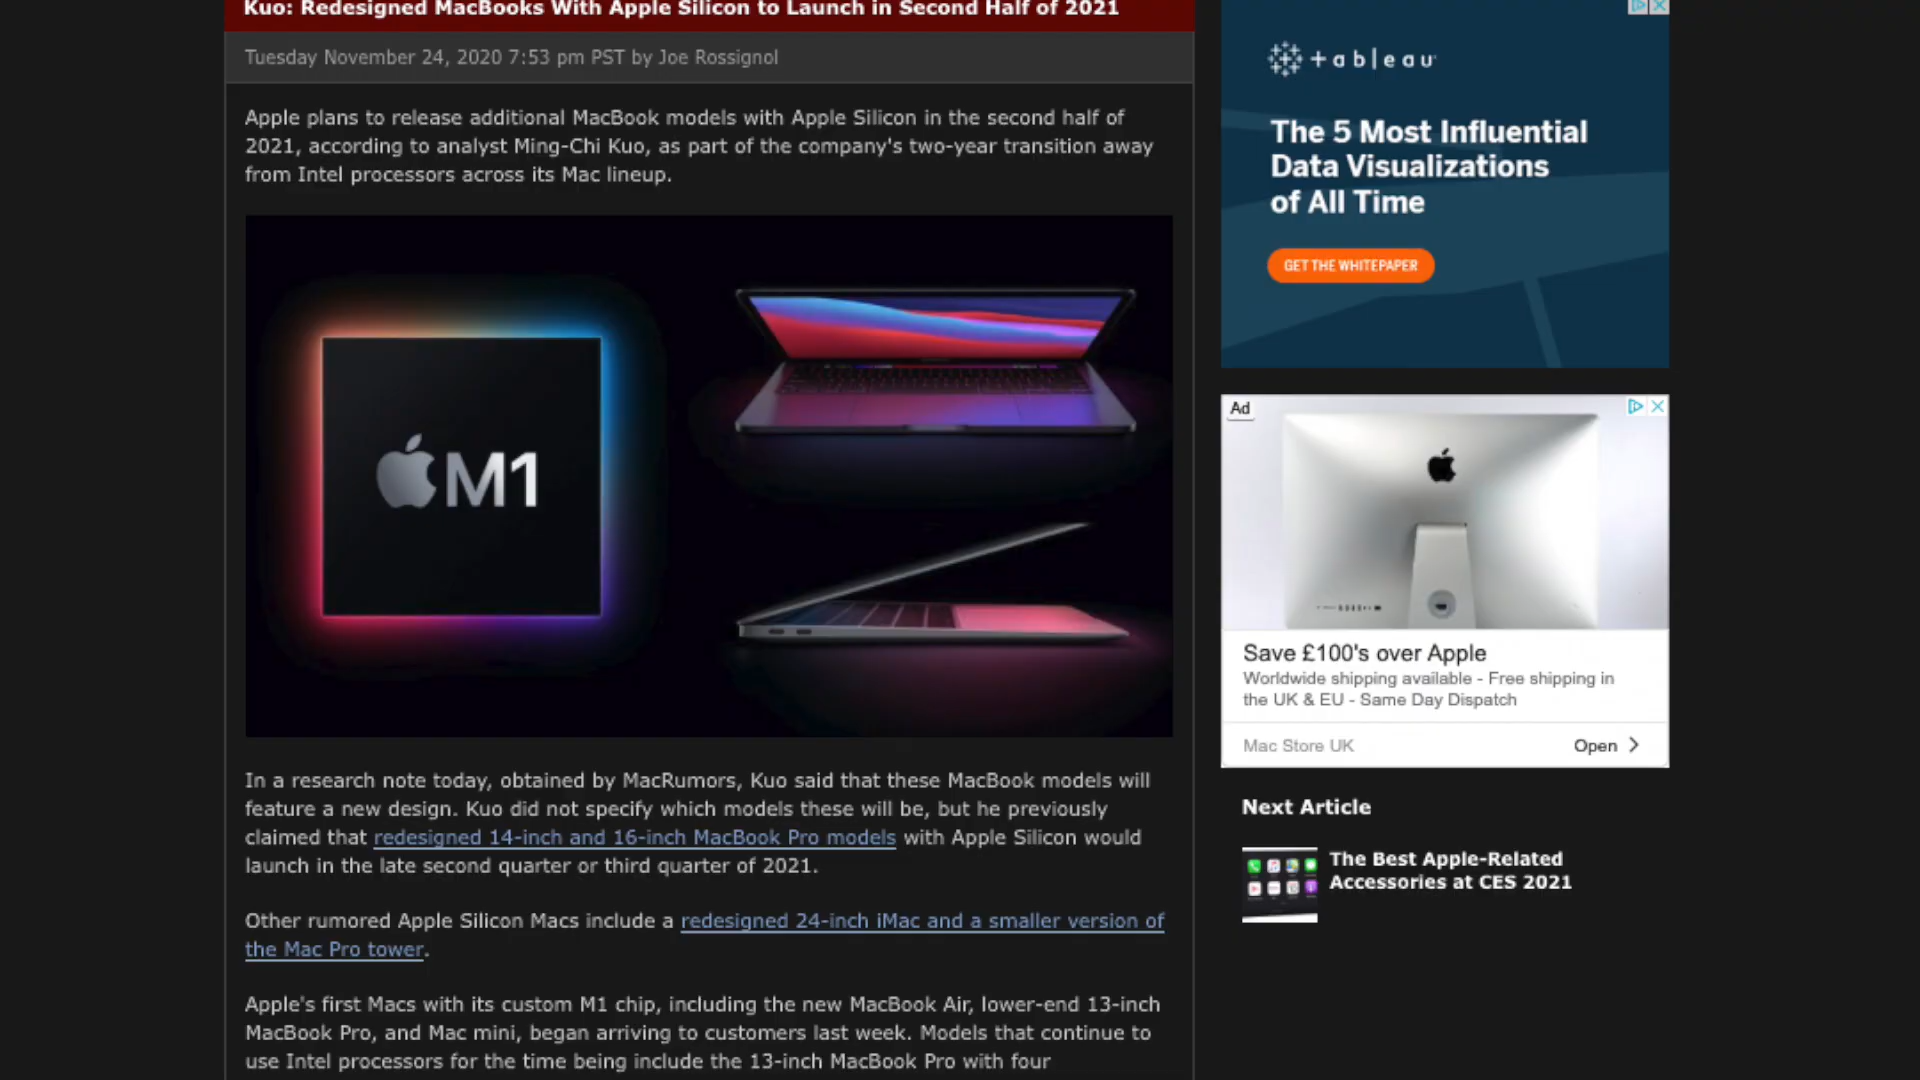 Kuo: Redesigned MacBooks With Apple Silicon to Launch in Second Half of 2021
Tuesday November 24, 2020 7:53 pm PST by Joe Rossignol
Apple plans to release additional MacBook models with Apple Silicon in the second half of
2021, according to analyst Ming-Chi Kuo, as part of the company's two-year transition away
from Intel processors across its Mac lineup.
M1
In a research note today, obtained by MacRumors, Kuo said that these MacBook models will
feature a new design. Kuo did not specify which models these will be, but he previously
claimed that redesigned 14-inch and 16-inch MacBook Pro models with Apple Silicon would
launch in the late second quarter or third quarter of 2021.
Other rumored Apple Silicon Macs include a redesigned 24-inch iMac and a smaller version of
the Mac Pro tower.
Apple's first Macs with its custom M1 chip, including the new MacBook Air, lower-end 13-inch
MacBook Pro, and Mac mini, began arriving to customers last week. Models that continue to
use Intel processors for the time being include the 13-inch MacBook Pro with four
+ableau
The 5 Most Influential
Data Visualizations
of All Time
GET THE WHITEPAPER
Ad
Save £100's over Apple
Worldwide shipping available - Free shipping in
the UK & EU - Same Day Dispatch
Mac Store UK
Open
Next Article
The Best Apple-Related
Accessories at CES 2021